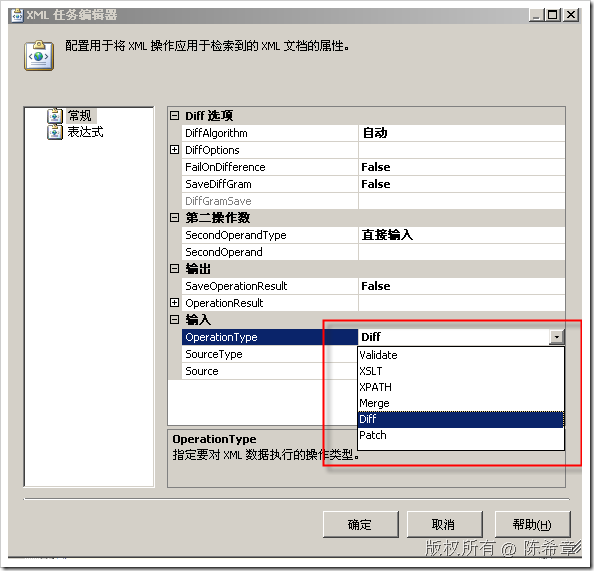 XML 任务编辑器
配置用于将 XML 操作应用于检索到的 XML 文档的属性。
常规
表达式
Diff 选项
DiffAlgorithm 自动
DiffOptions
FailOnDifference False
SaveDiffGram False
DiffGramSave
第二操作数
SecondOperandType 直接输入
SecondOperand
输出
SaveOperationResult False
OperationResult
输入
OperationType Diff
SourceType
Source
Validate
XSLT
XPATH
Merge
Diff
Patch
OperationType
指定要对 XML 数据执行的操作类型。
确定 取消 帮助(H)
版权所有 @ 陈希章